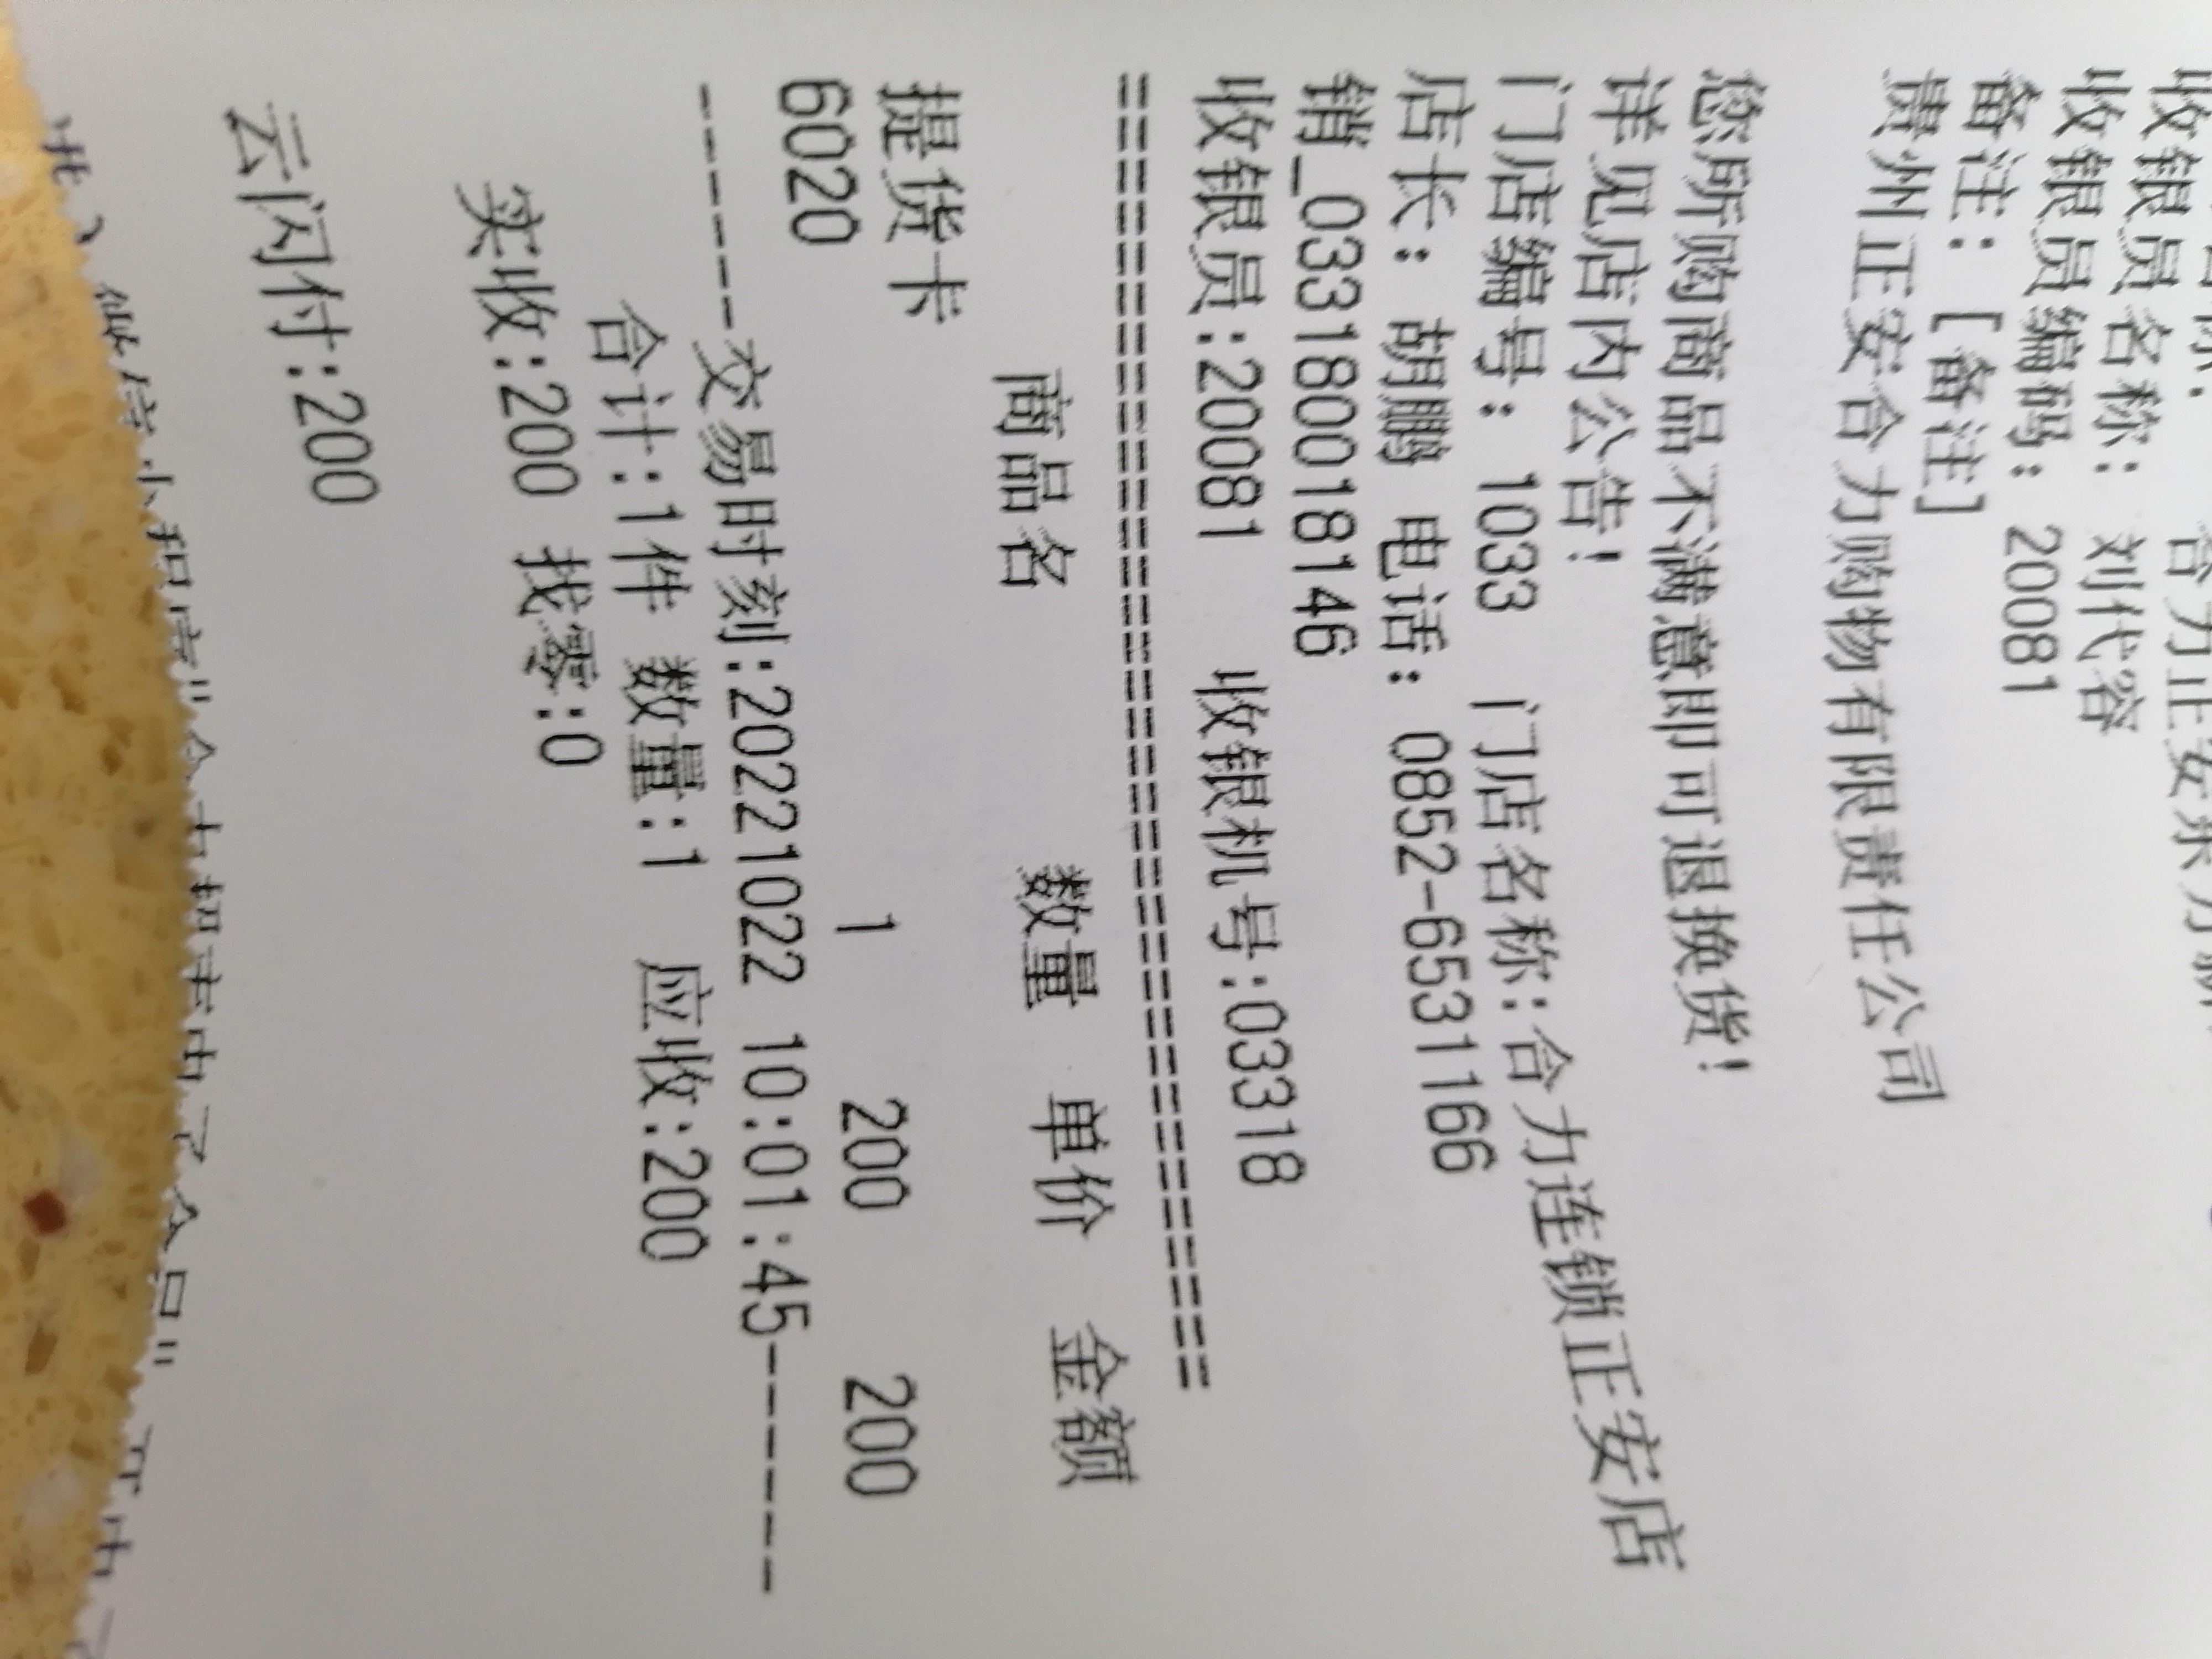 收银员名称: 刘代容
收银员编码: 20081
备注: [备注]
贵州正安合力购物有限责任公司
您所购商品不满意即可退换货!
详见店内公告!
门店编号: 1033 门店名称:合力连锁正安店
店长: 胡鹏 电话: 0852-6531166
销_033180018146
收银员:20081 收银机号:03318
========================================
商品名 数量 单价 金额
提货卡
6020 1 200 200
-------交易时刻:20221022 10:01:45-------
合计:1件 数量:1 应收:200
实收:200 找零:0
云闪付:200